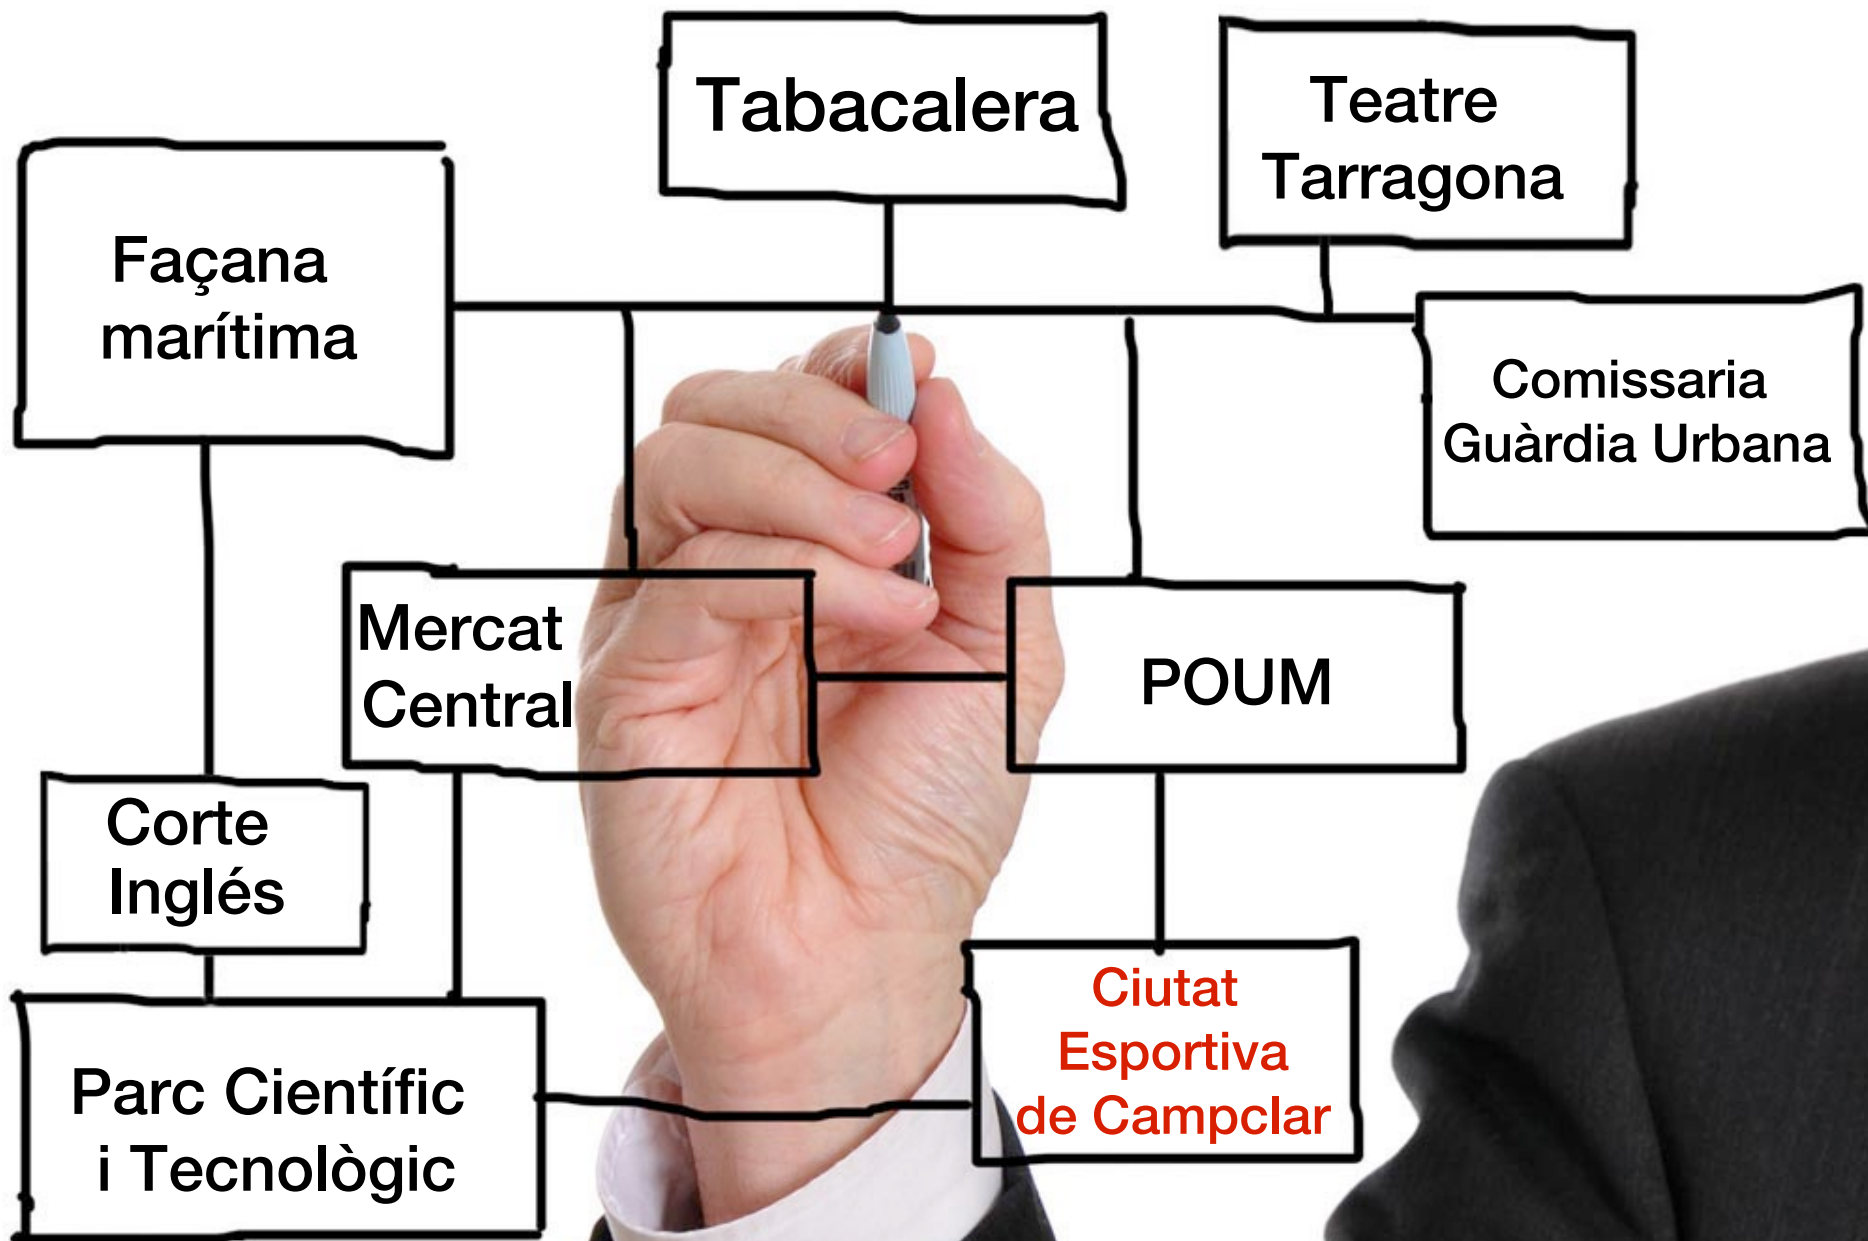 Tabacalera
Teatre
Tarragona
Façana
marítima
Comissaria
Guàrdia Urbana
Mercat
Central
POUM
Corte
Inglés
Ciutat
Esportiva
de Campclar
Parc Científic
i Tecnològic